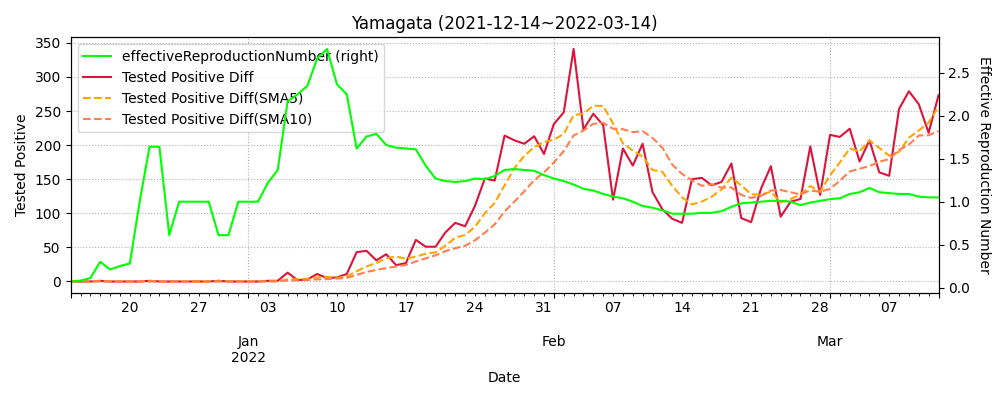 Yamagata (2021-12-14~2022-03-14)
effectiveReproductionNumber (right)
Tested Positive Diff
Tested Positive Diff(SMA5)
Tested Positive Diff(SMA10)
350
300
250
200
150
100
50
0
Tested Positive
2.5
2.0
1.5
1.0
0.5
0.0
Effective Reproduction Number
20 27 03 10 17 24 31 07 14 21 28 07
Jan Feb Mar
2022
Date